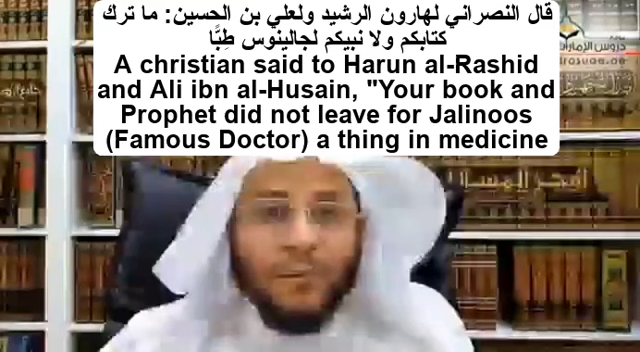 قال النصراني لهارون الرشيد ولعلي بن الحسين: ما ترك
كتابكم ولا نبيكم لجالينوس طِبًّا
A christian said to Harun al-Rashid
and Ali ibn al-Husain, "Your book and
Prophet did not leave for Jalinoos
(Famous Doctor) a thing in medicine
دروس الإمارات